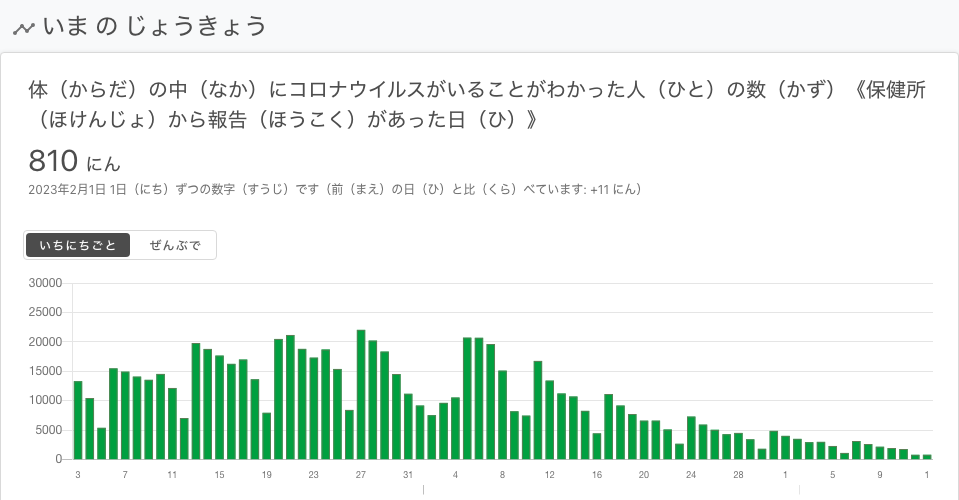 いま の じょうきょう
体（からだ）の中（なか）にコロナウイルスがいることがわかった人（ひと）の数（かず）《保健所
（ほけんじょ）から報告（ほうこく）があった日（ひ）》
810 にん
2023年2月1日 1日（にち）ずつの数字（すうじ）です（前（まえ）の日（ひ）と比（くら）べています: +11 にん）
いちにちごと ぜんぶで
30000
25000
20000
15000
10000
5000
0
3 7 11 15 19 23 27 31 4 8 12 16 20 24 28 1 5 9 1